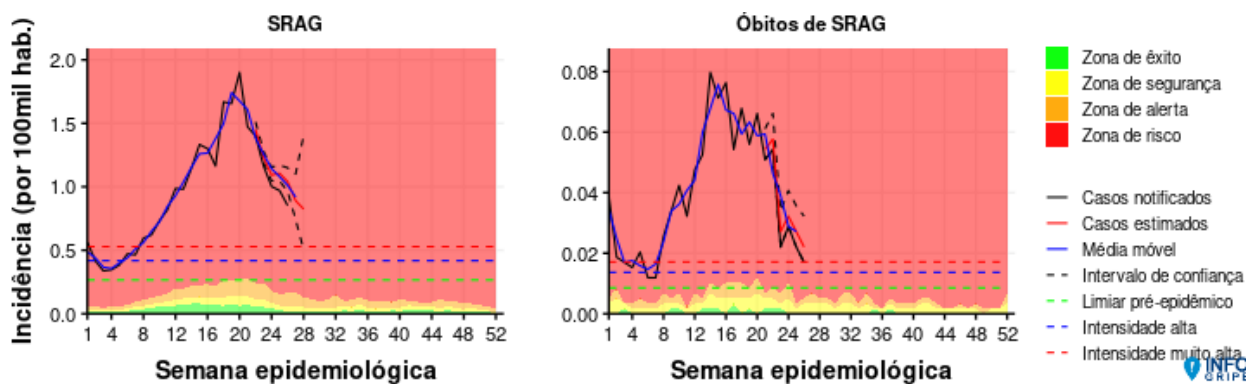 SRAG
Óbitos de SRAG
Incidência (por 100mil hab.)
2.0
1.5
1.0
0.5
0.0
1 4 8 12 16 20 24 28 32 36 40 44 48 52
Semana epidemiológica
0.08
0.06
0.04
0.02
0.00
1 4 8 12 16 20 24 28 32 36 40 44 48 52
Semana epidemiológica
Zona de êxito
Zona de segurança
Zona de alerta
Zona de risco
Casos notificados
Casos estimados
Média móvel
Intervalo de confiança
Limiar pré-epidêmico
Intensidade alta
Intensidade muito alta
INFO
GRIPE